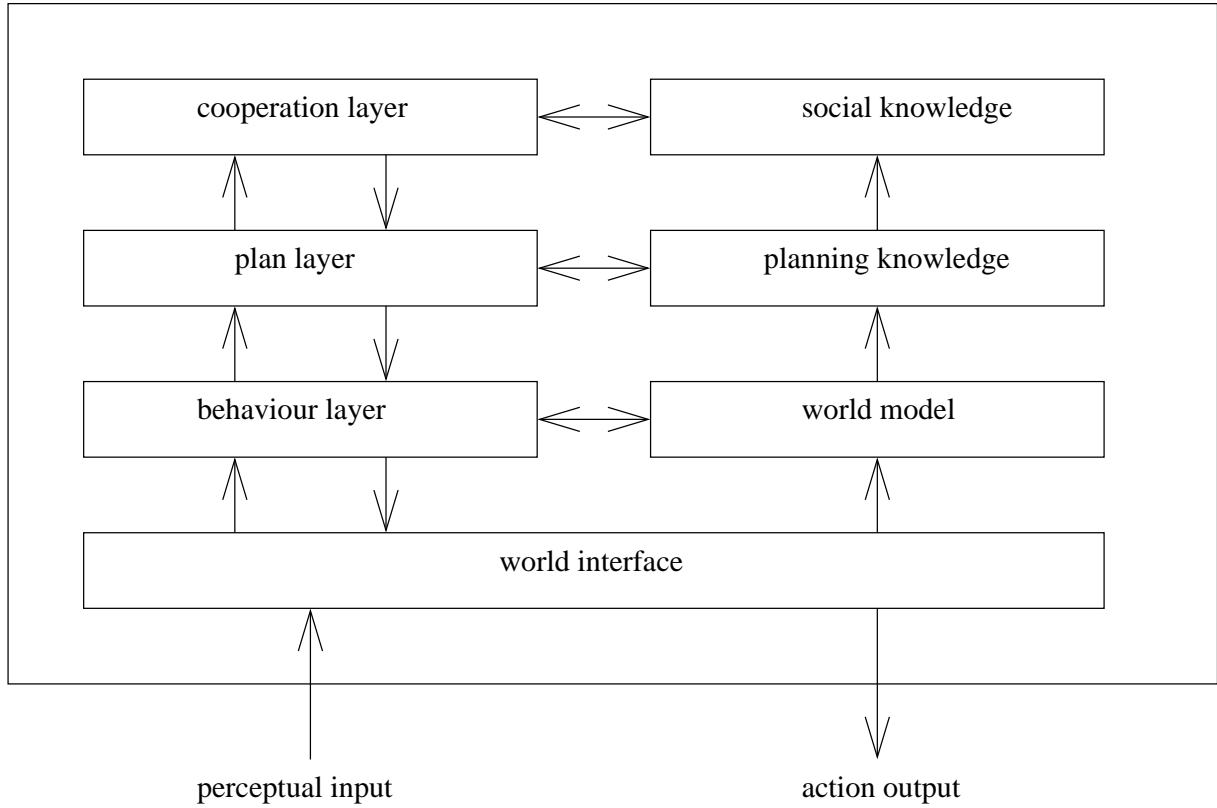 cooperation layer
social knowledge
plan layer
planning knowledge
behaviour layer
world model
world interface
perceptual input
action output